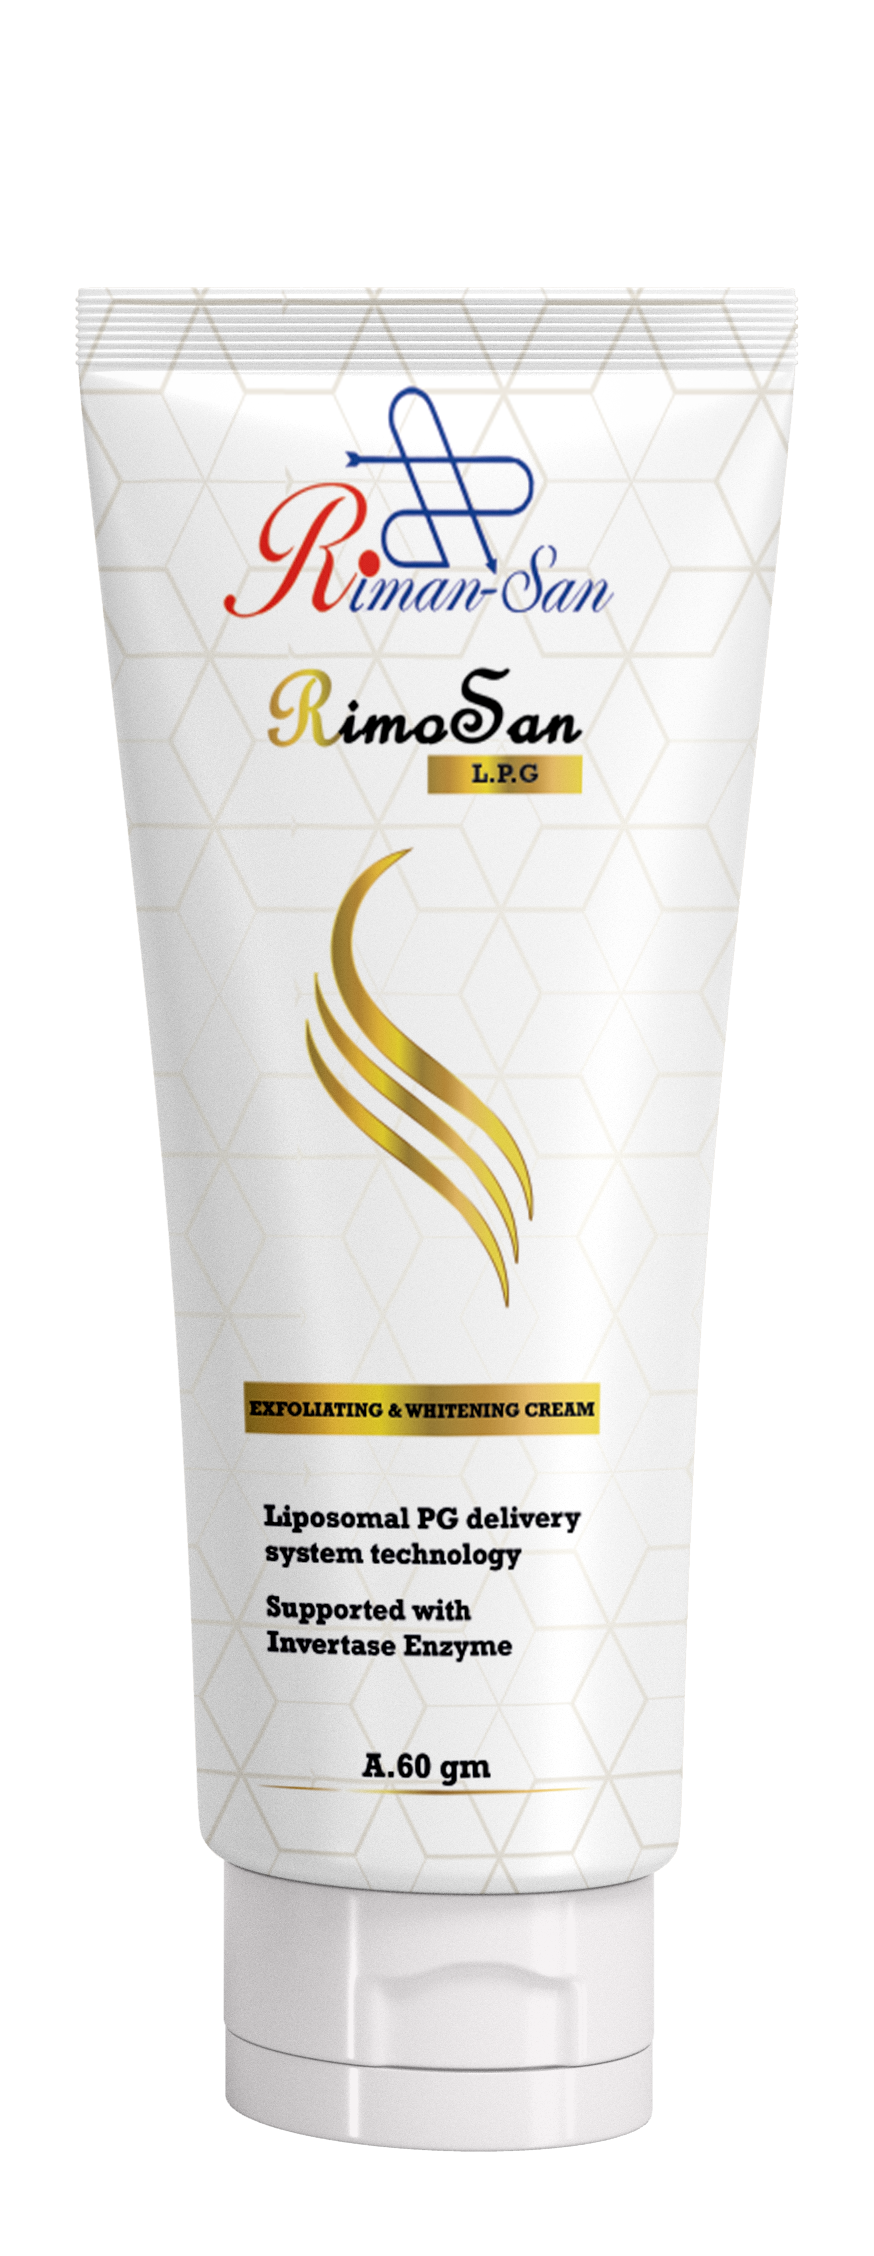 Riman-San
RimoSan
L.P.G
EXFOLIATING & WHITENING CREAM
Liposomal PG delivery
system technology
Supported with
Invertase Enzyme
A.60 gm